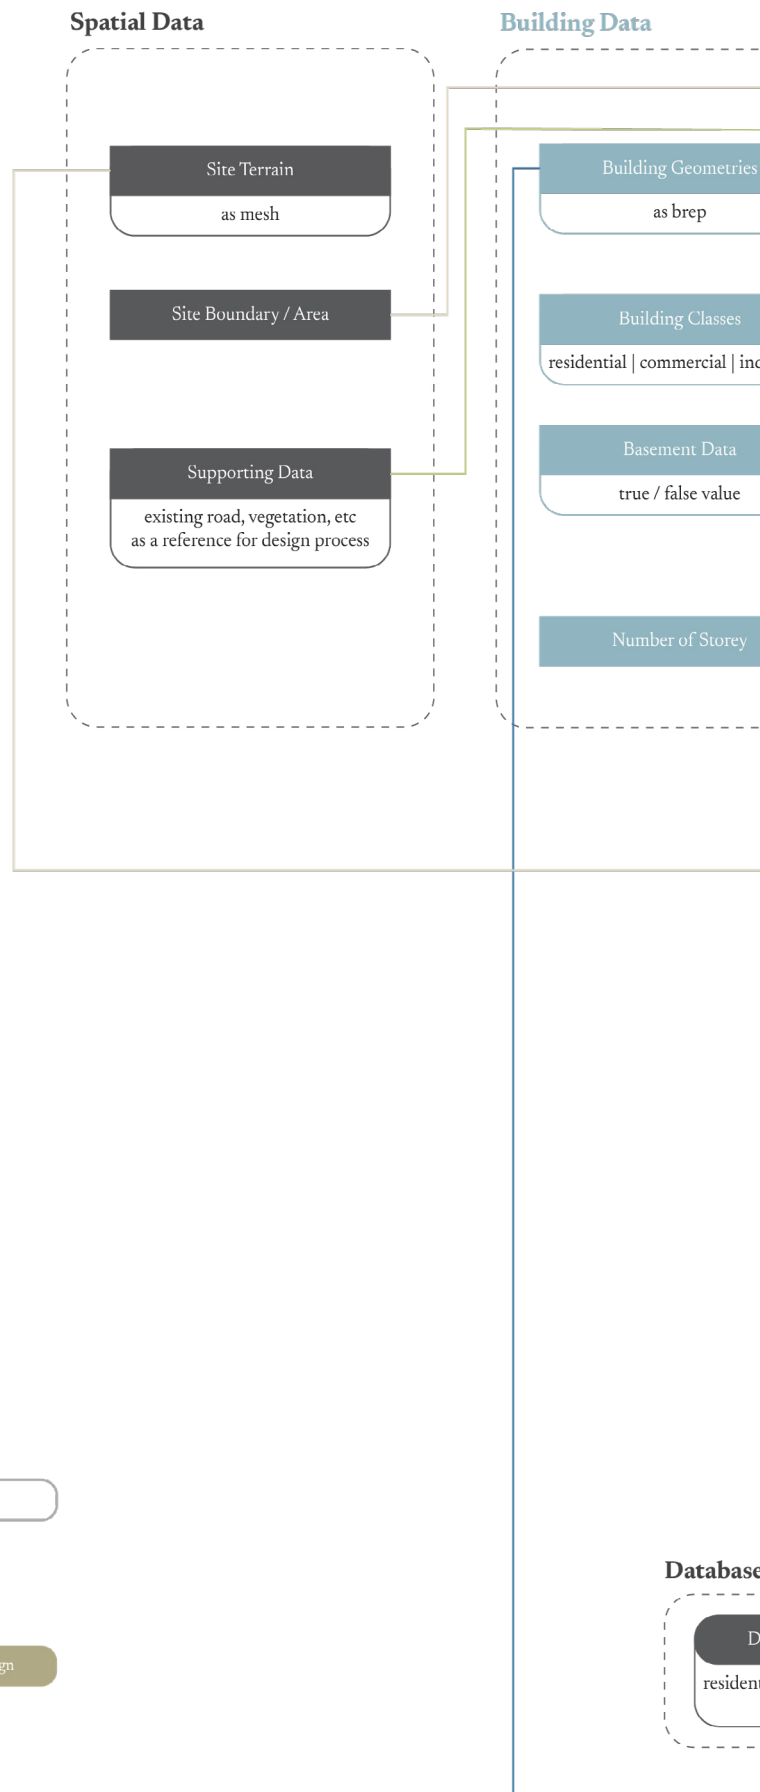 Spatial Data
Site Terrain
as mesh
Site Boundary / Area
Supporting Data
existing road, vegetation, etc
as a reference for design process
Building Data
Building Geometries
as brep
Building Classes
residential | commercial |
Basement Data
true / false value
Number of Storey
Database